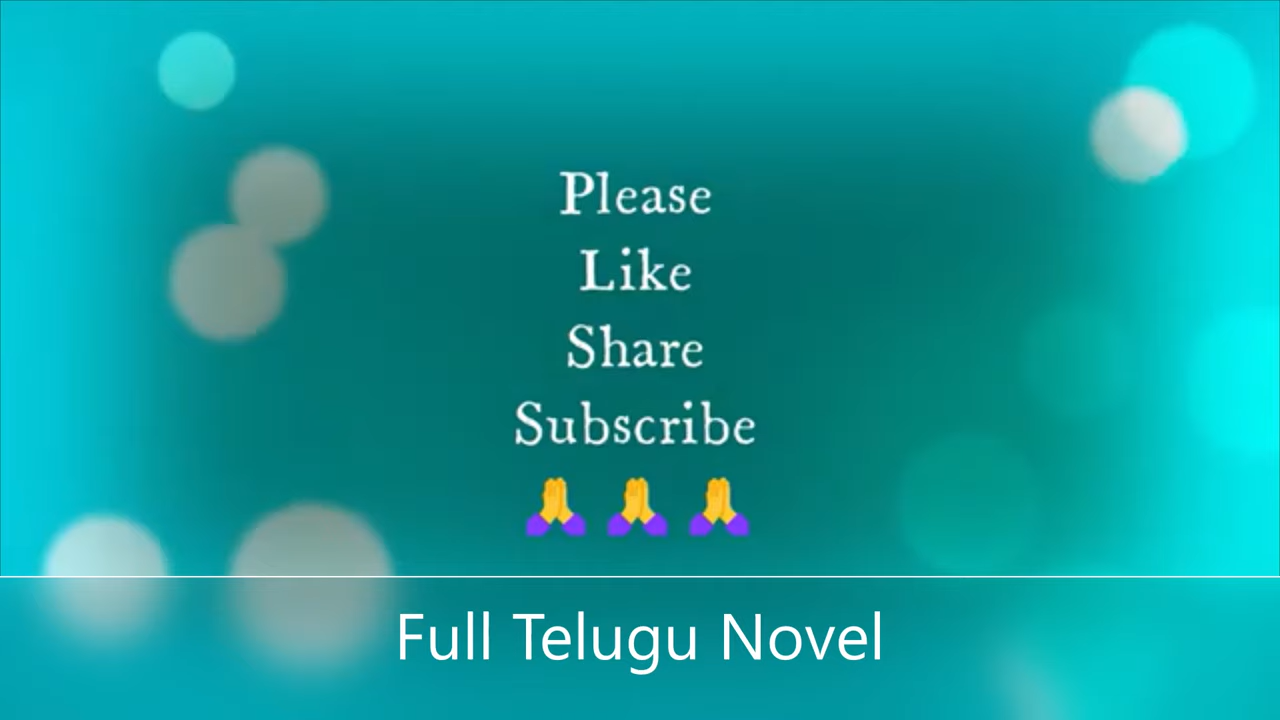 Please
Like
Share
Subscribe
🙏 🙏 🙏
Full Telugu Novel